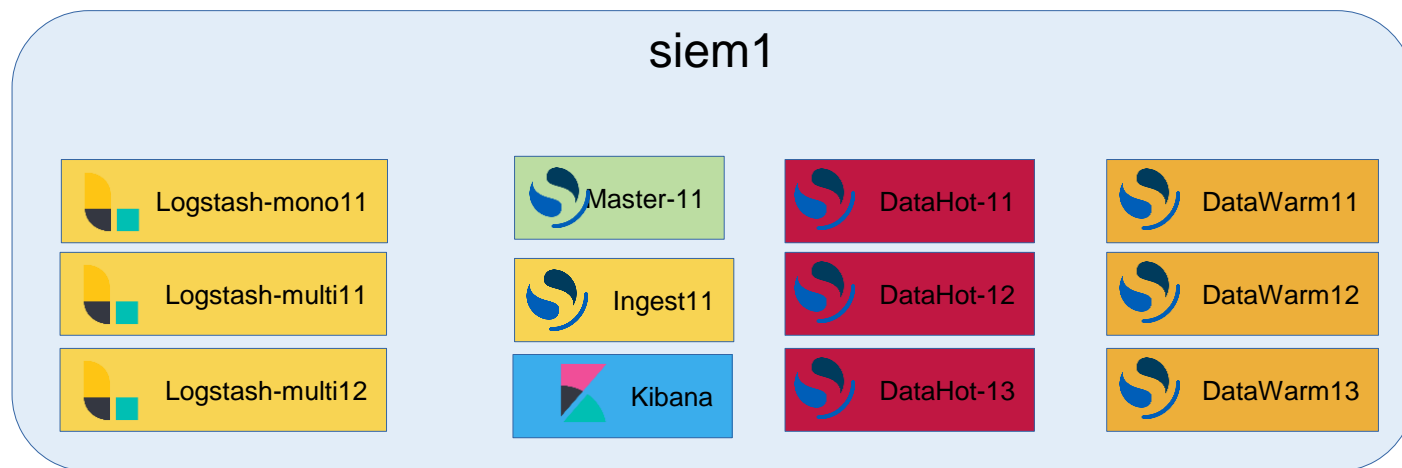 siem1
Logstash-mono11
Logstash-multi11
Logstash-multi12
Master-11
Ingest11
Kibana
DataHot-11
DataHot-12
DataHot-13
DataWarm11
DataWarm12
DataWarm13